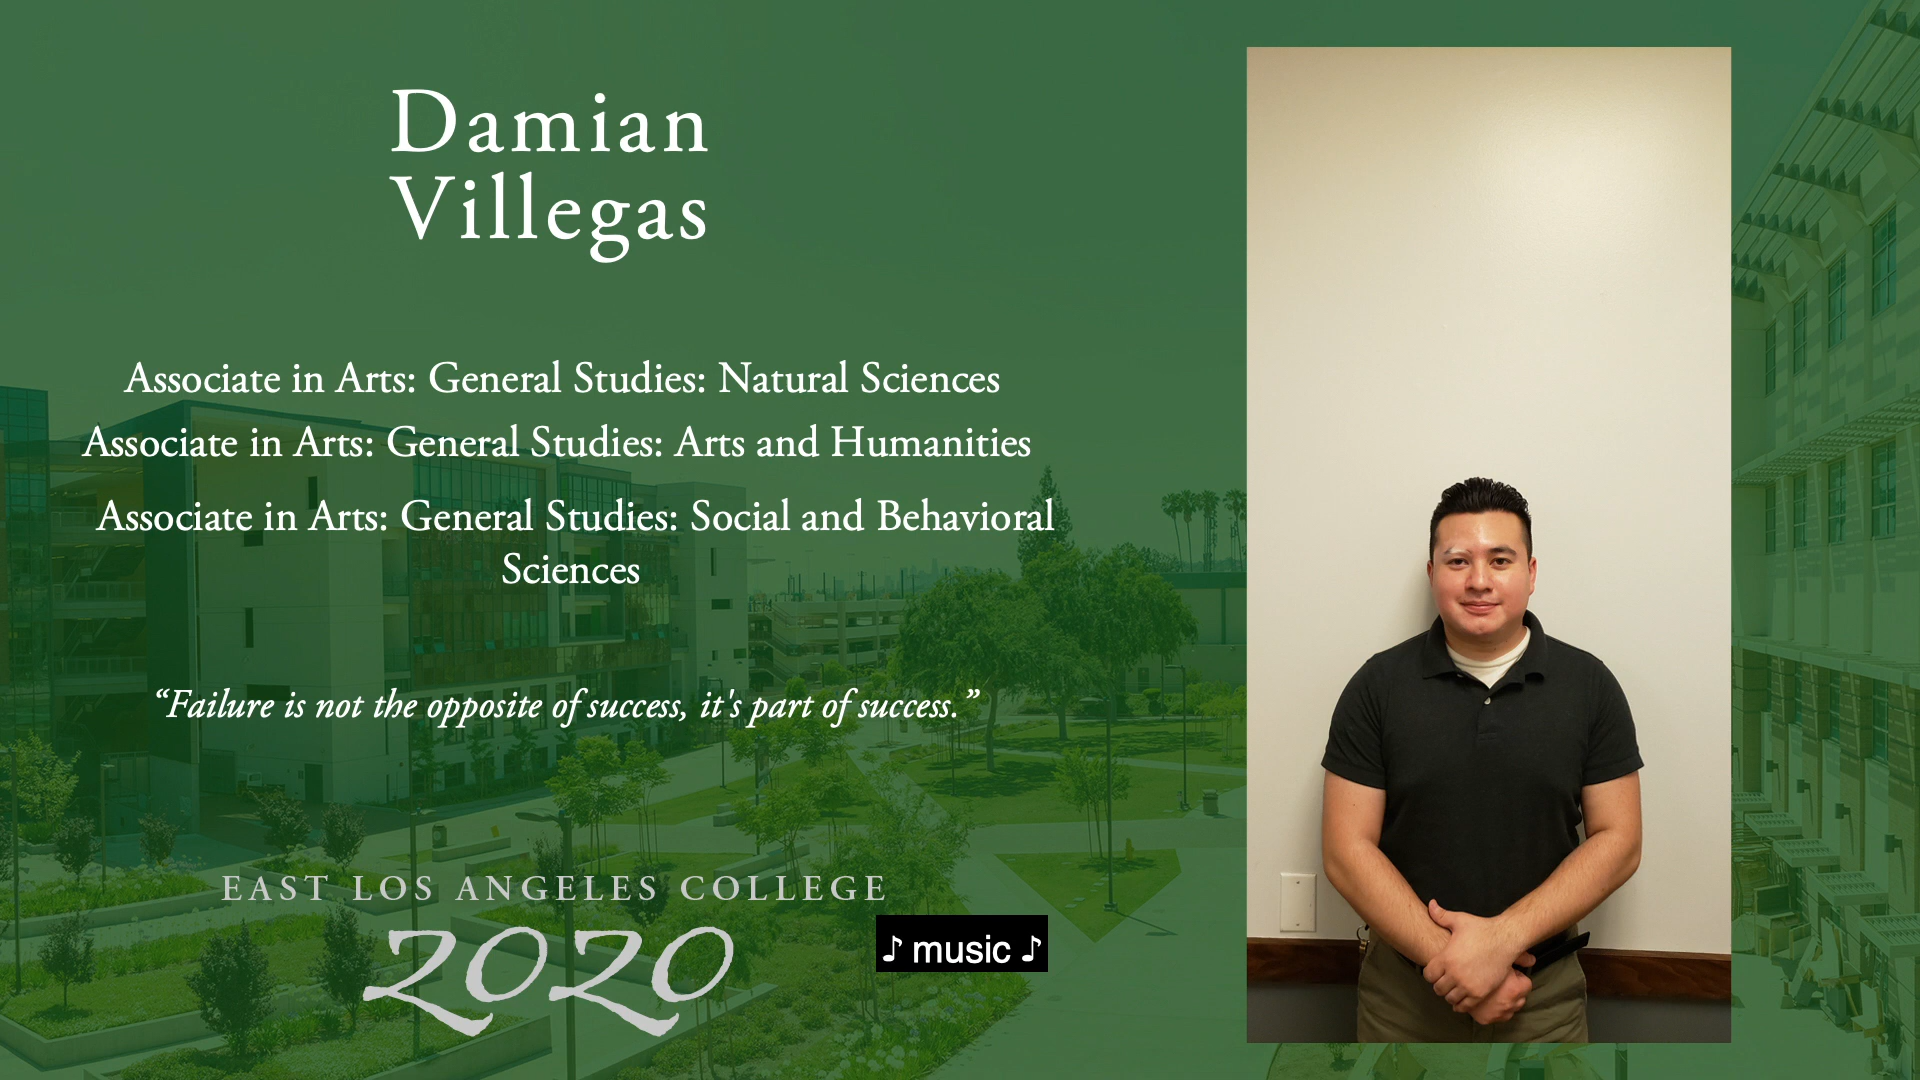 Damian
Villegas
Associate in Arts: General Studies: Natural Sciences
Associate in Arts: General Studies: Arts and Humanities
Associate in Arts: General Studies: Social and Behavioral
Sciences
“Failure is not the opposite of success, it's part of success.”
EAST LOS ANGELES COLLEGE
2020
♪ music ♪